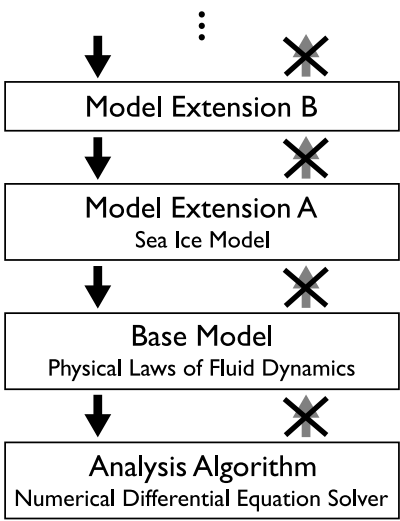 Model Extension B
Model Extension A
Sea Ice Model
Base Model
Physical Laws of Fluid Dynamics
Analysis Algorithm
Numerical Differential Equation Solver